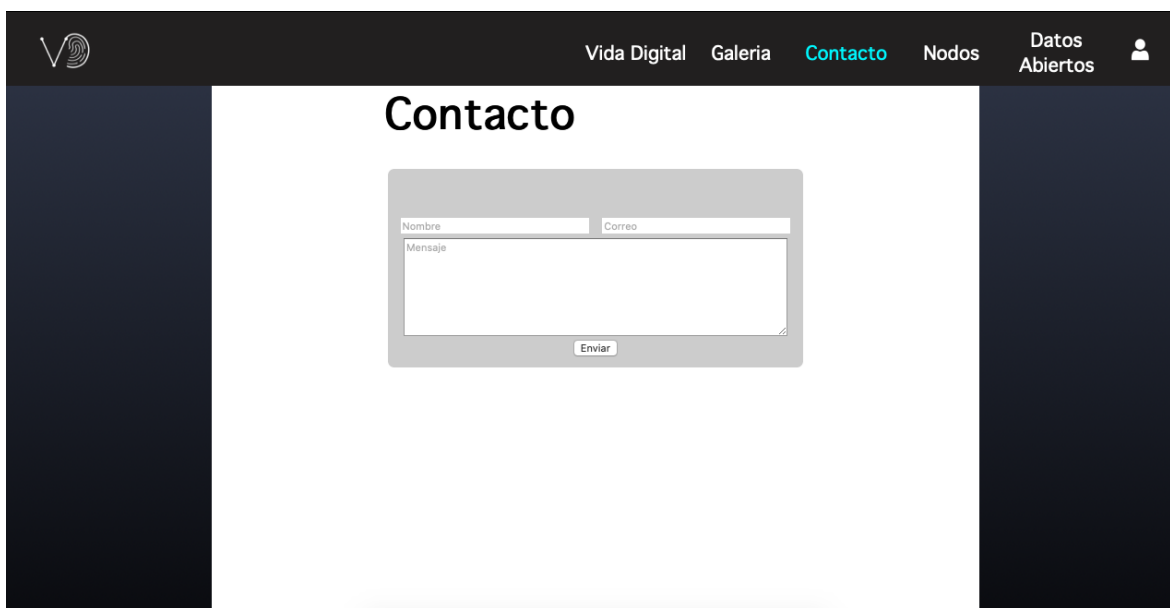 Vida Digital Galeria Contacto Nodos Datos Abiertos
Contacto
Nombre Correo
Mensaje
Enviar